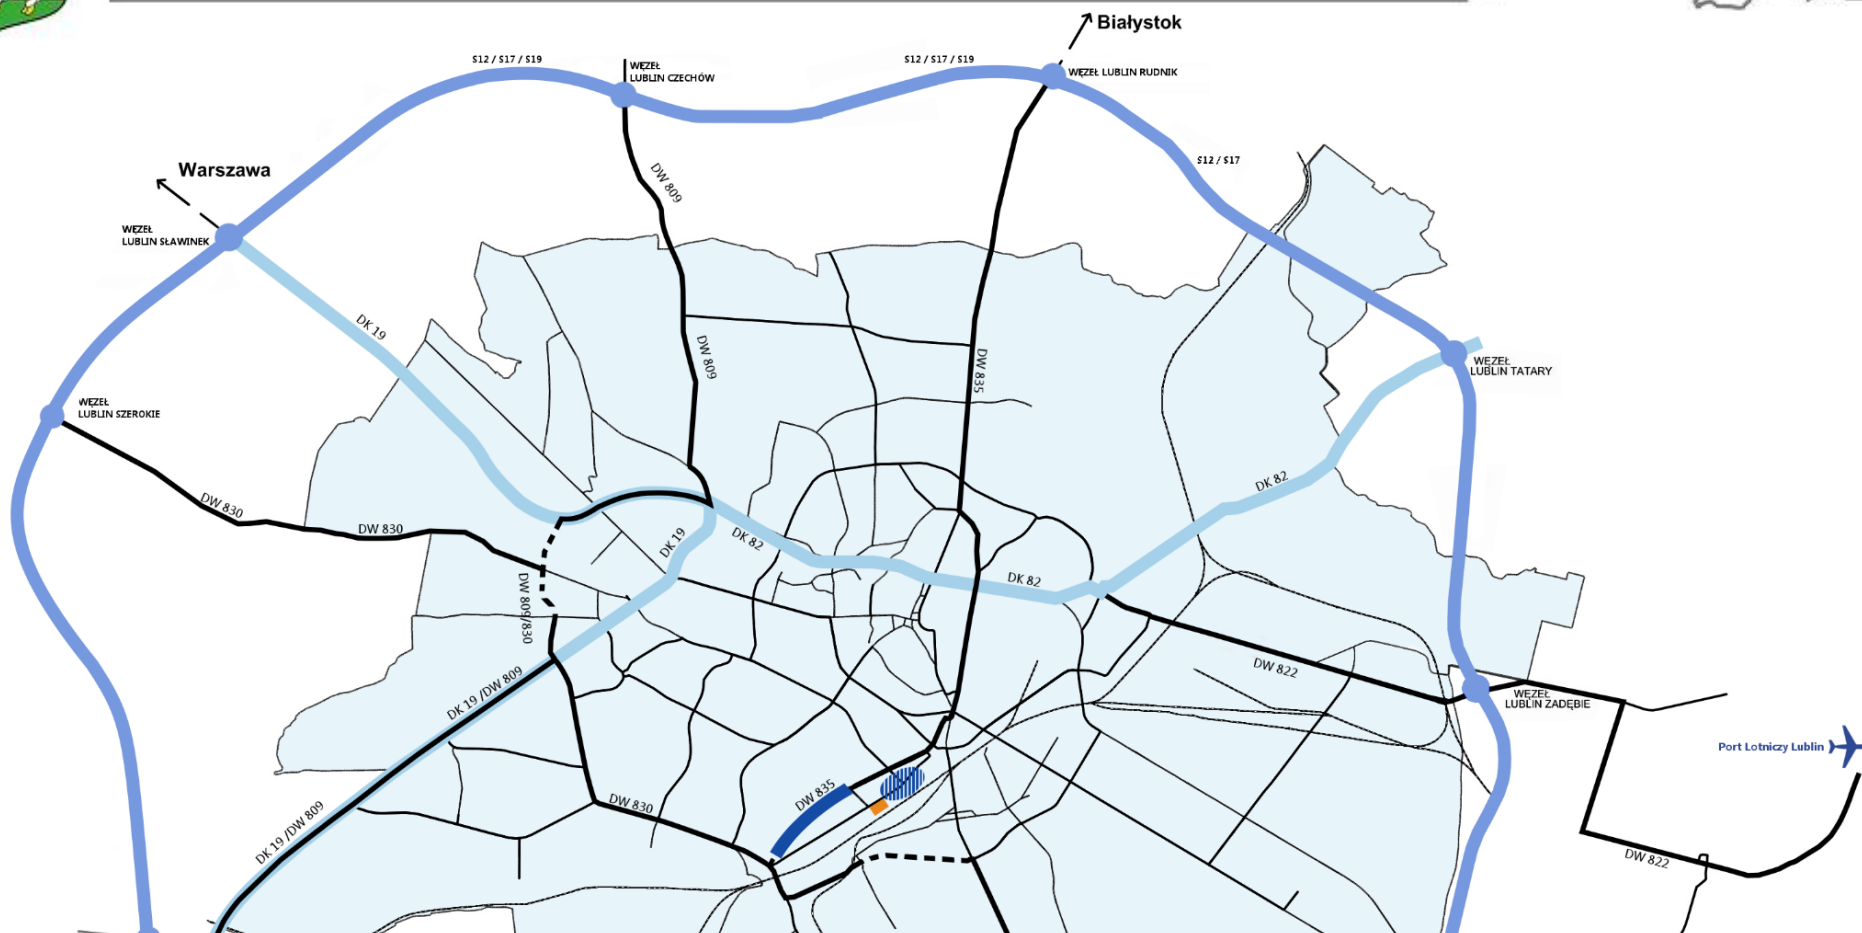 Białystok
S12 / S17 / S19
S12 / S17 / S19
WĘZEŁ
LUBLIN CZECHÓW
WĘZEŁ LUBLIN RUDNIK
S12 / S17
Warszawa
DW 809
WĘZEŁ
LUBLIN SŁAWINEK
DK 19
DW 809
DW 835
WĘZEŁ
LUBLIN TATARY
WĘZEŁ
LUBLIN SZEROKIE
DK 82
DW 830
DW 830
DK 19
DK 82
DK 82
DW 809/830
DW 822
DK 19 /DW 809
WĘZEŁ
LUBLIN ZADĘBIE
Port Lotniczy Lublin
DW 835
DW 830
DK 19 /DW 809
DW 822